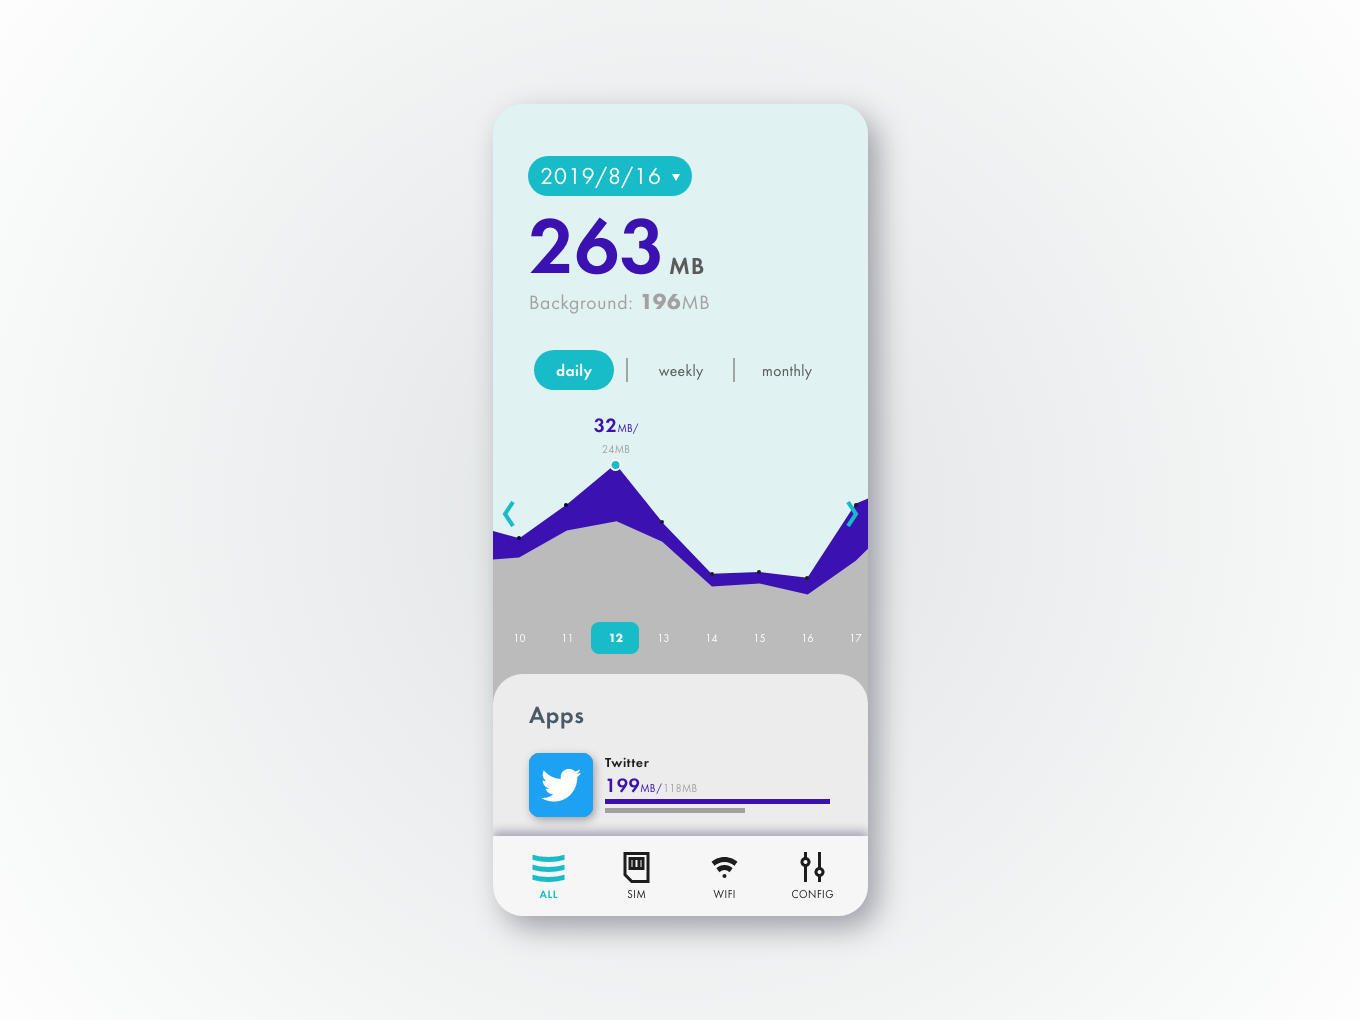 2019/8/16
263 MB
Background: 196MB
daily weekly monthly
32MB/
24MB
10 11 12 13 14 15 16 17
Apps
Twitter
199MB/118MB
ALL SIM WIFI CONFIG